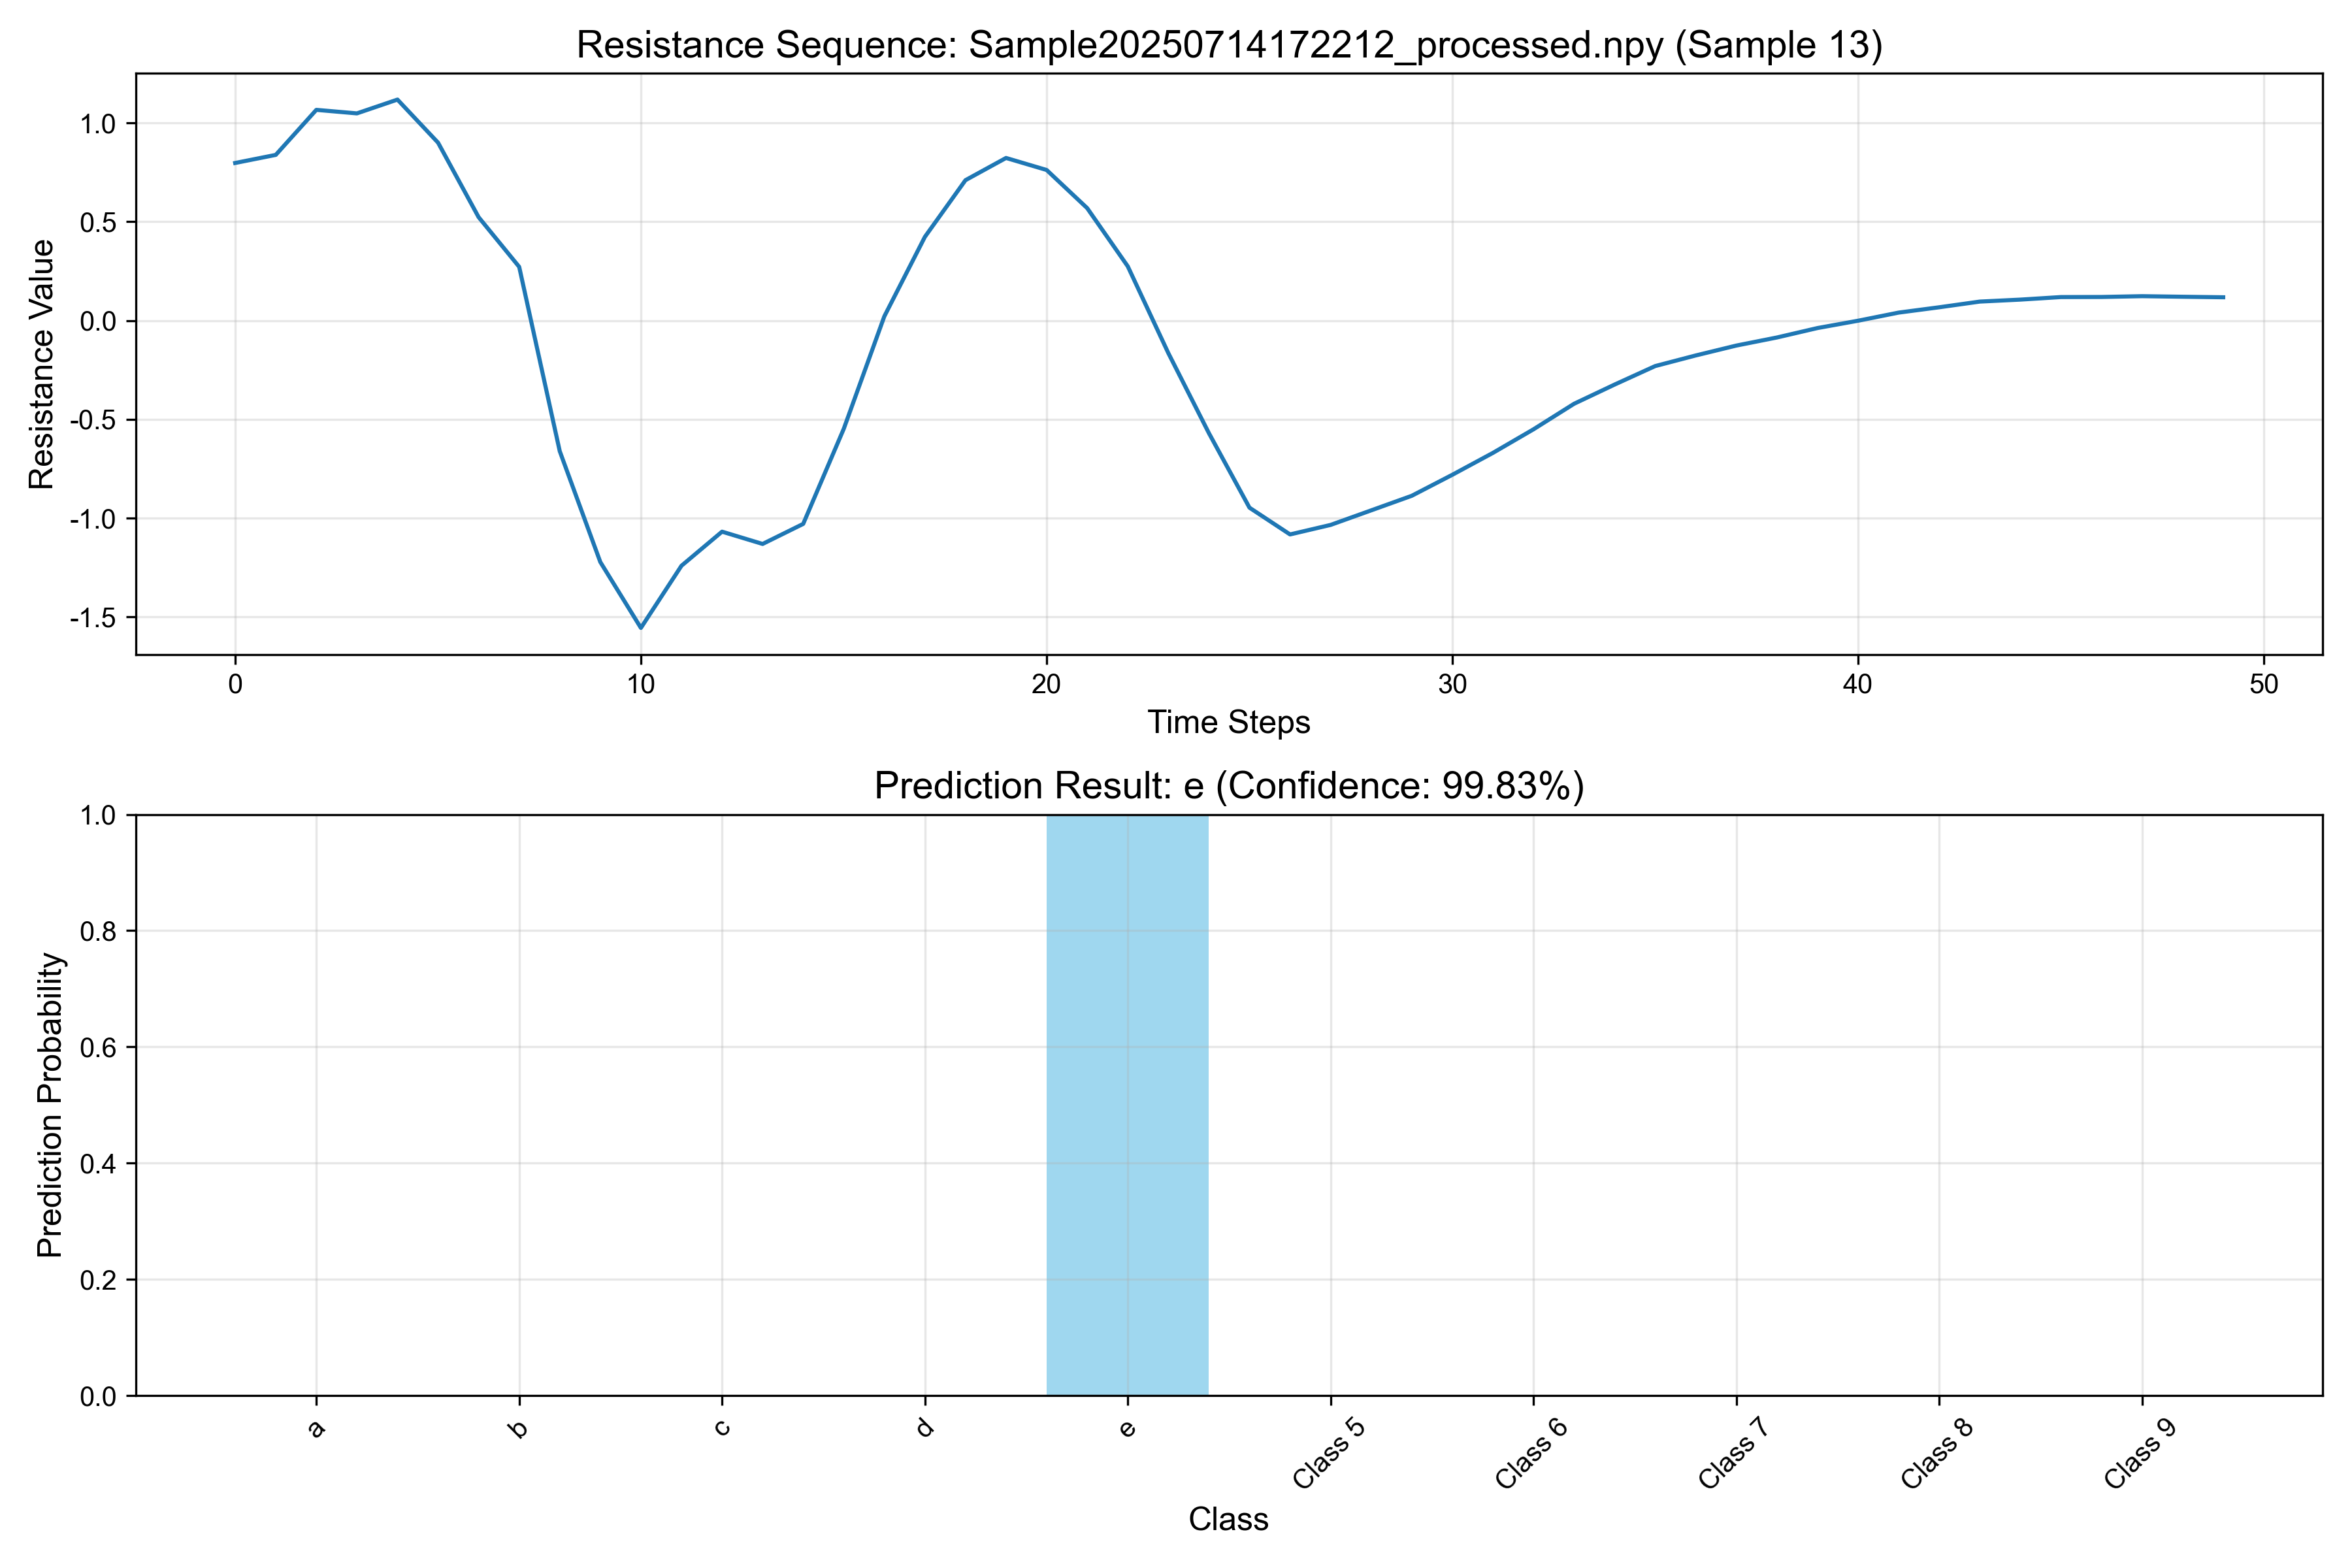 Resistance Sequence: Sample20250714172212_processed.npy (Sample 13)
Resistance Value
1.0
0.5
0.0
-0.5
-1.0
-1.5
0
10
20
30
40
50
Time Steps
Prediction Result: e (Confidence: 99.83%)
Prediction Probability
1.0
0.8
0.6
0.4
0.2
0.0
a
b
c
d
e
Class 5
Class 6
Class 7
Class 8
Class 9
Class